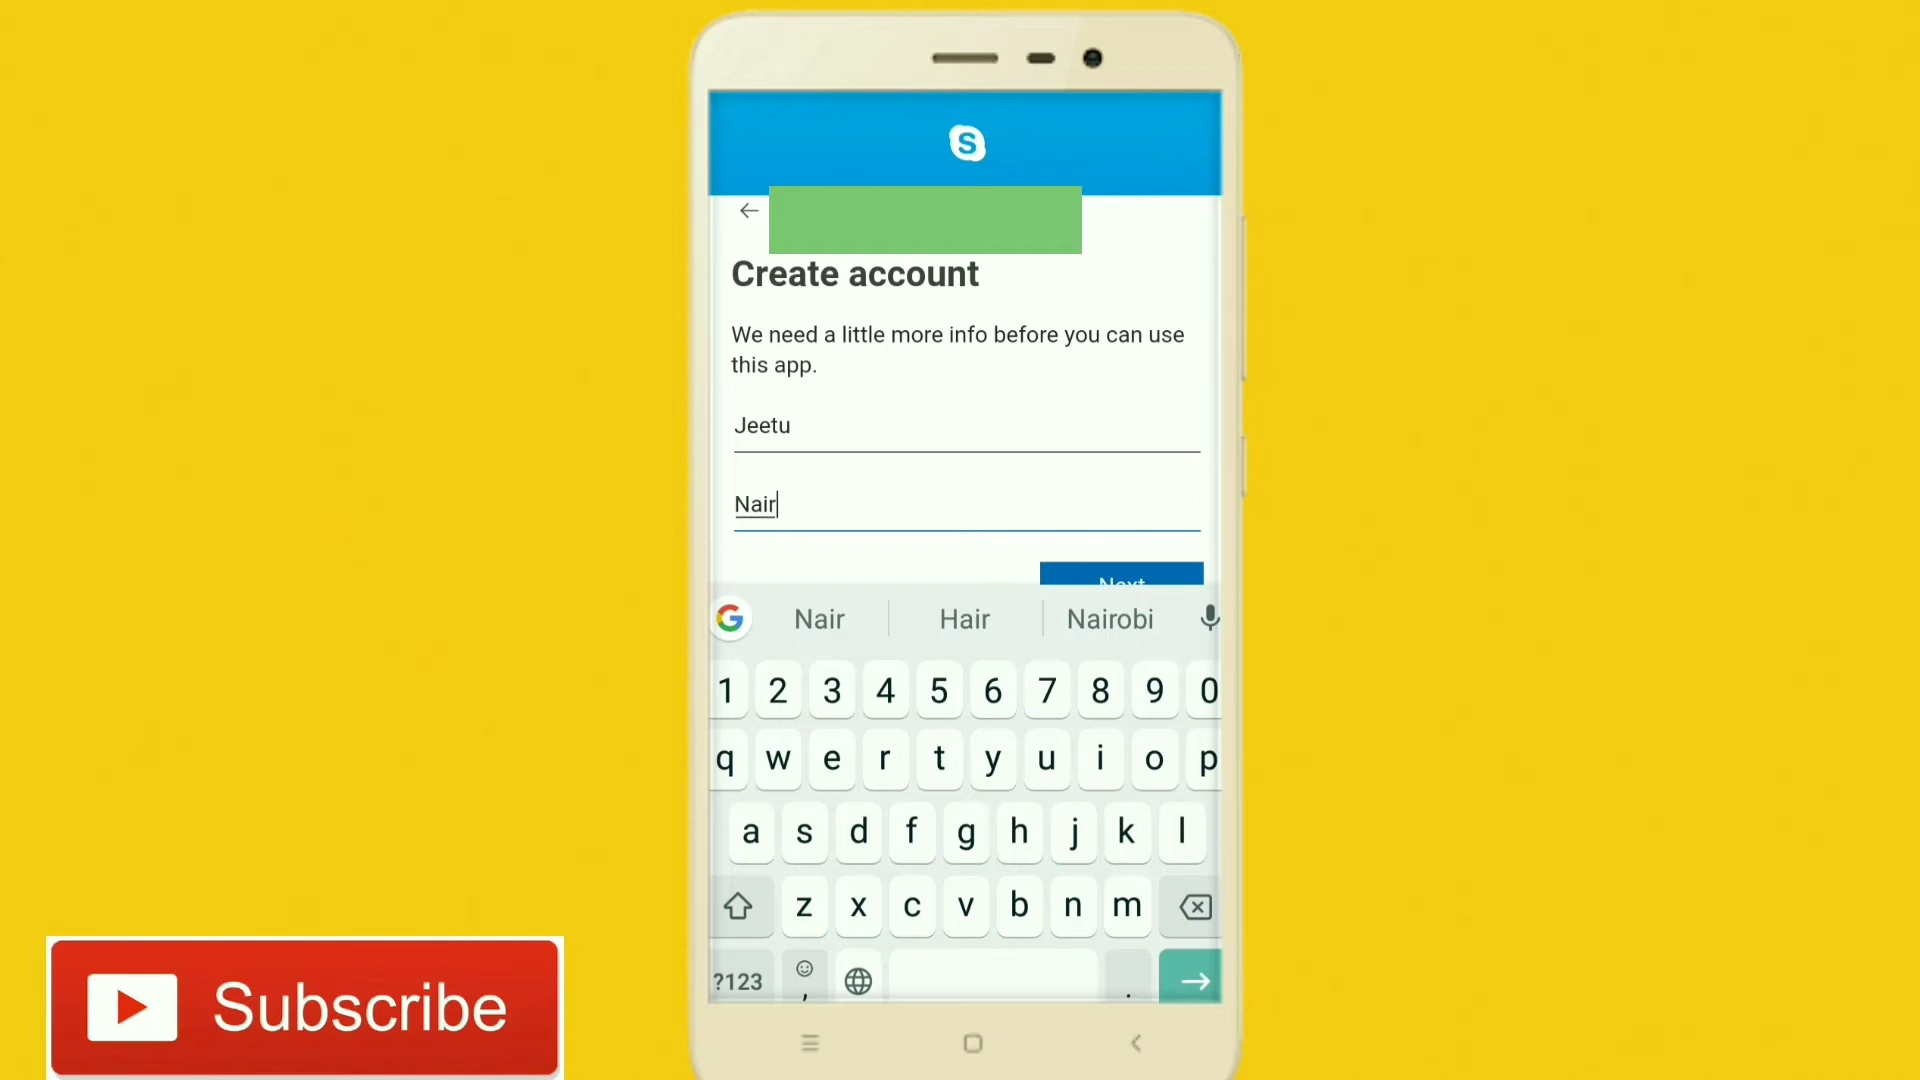 S
Create account
We need a little more info before you can use
this app.
Jeetu
Nair
Next
G Nair Hair Nairobi
1 2 3 4 5 6 7 8 9 0
q w e r t y u i o p
a s d f g h j k l
z x c v b n m
?123 , .
Subscribe